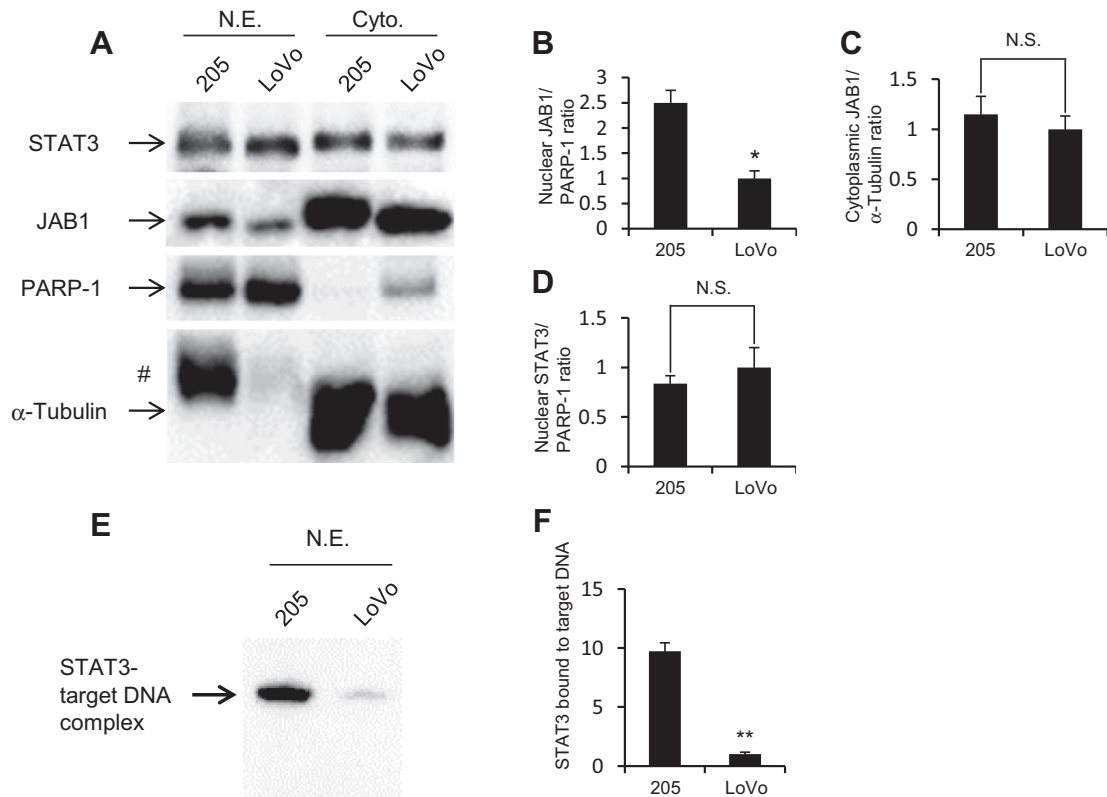 A
N.E.
Cyto.
205
LoVo
205
LoVo
STAT3
JAB1
PARP-1
#
α-Tubulin
B
Nuclear JAB1/
PARP-1 ratio
3
2.5
2
1.5
1
0.5
0
*
205
LoVo
C
N.S.
Cytoplasmic JAB1/
α-Tubulin ratio
1.5
1
0.5
0
205
LoVo
D
N.S.
Nuclear STAT3/
PARP-1 ratio
1.5
1
0.5
0
205
LoVo
E
N.E.
205
LoVo
STAT3-
target DNA
complex
F
STAT3 bound to target DNA
15
10
5
0
**
205
LoVo